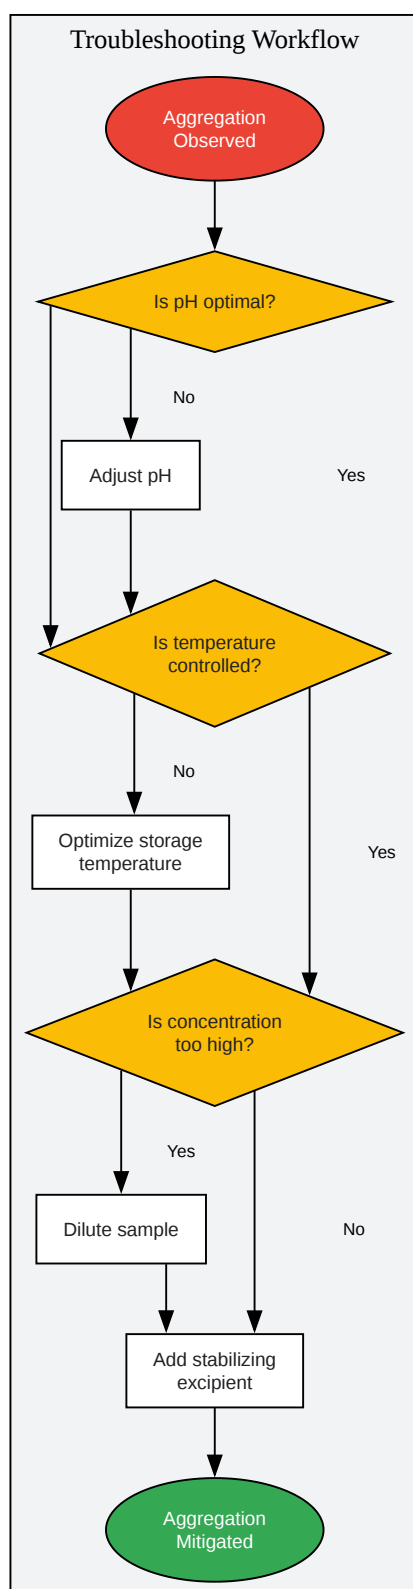 Troubleshooting Workflow
Aggregation
Observed
Is pH optimal?
No
Adjust pH
Yes
Is temperature
controlled?
No
Optimize storage
temperature
Yes
Is concentration
too high?
Yes
Dilute sample
No
Add stabilizing
excipient
Aggregation
Mitigated